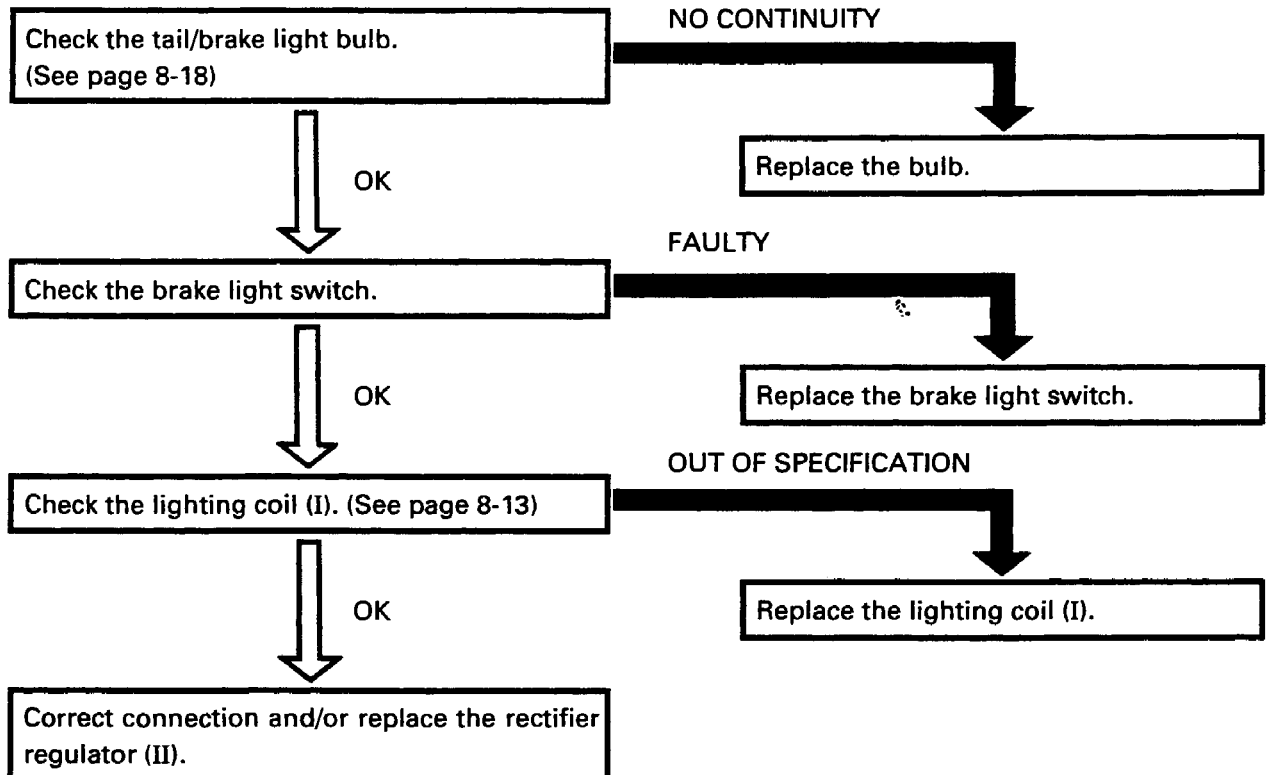 Check the tail/brake light bulb.
(See page 8-18)
NO CONTINUITY
Replace the bulb.
OK
Check the brake light switch.
FAULTY
Replace the brake light switch.
OK
Check the lighting coil (I). (See page 8-13)
OUT OF SPECIFICATION
Replace the lighting coil (I).
OK
Correct connection and/or replace the rectifier
regulator (II).